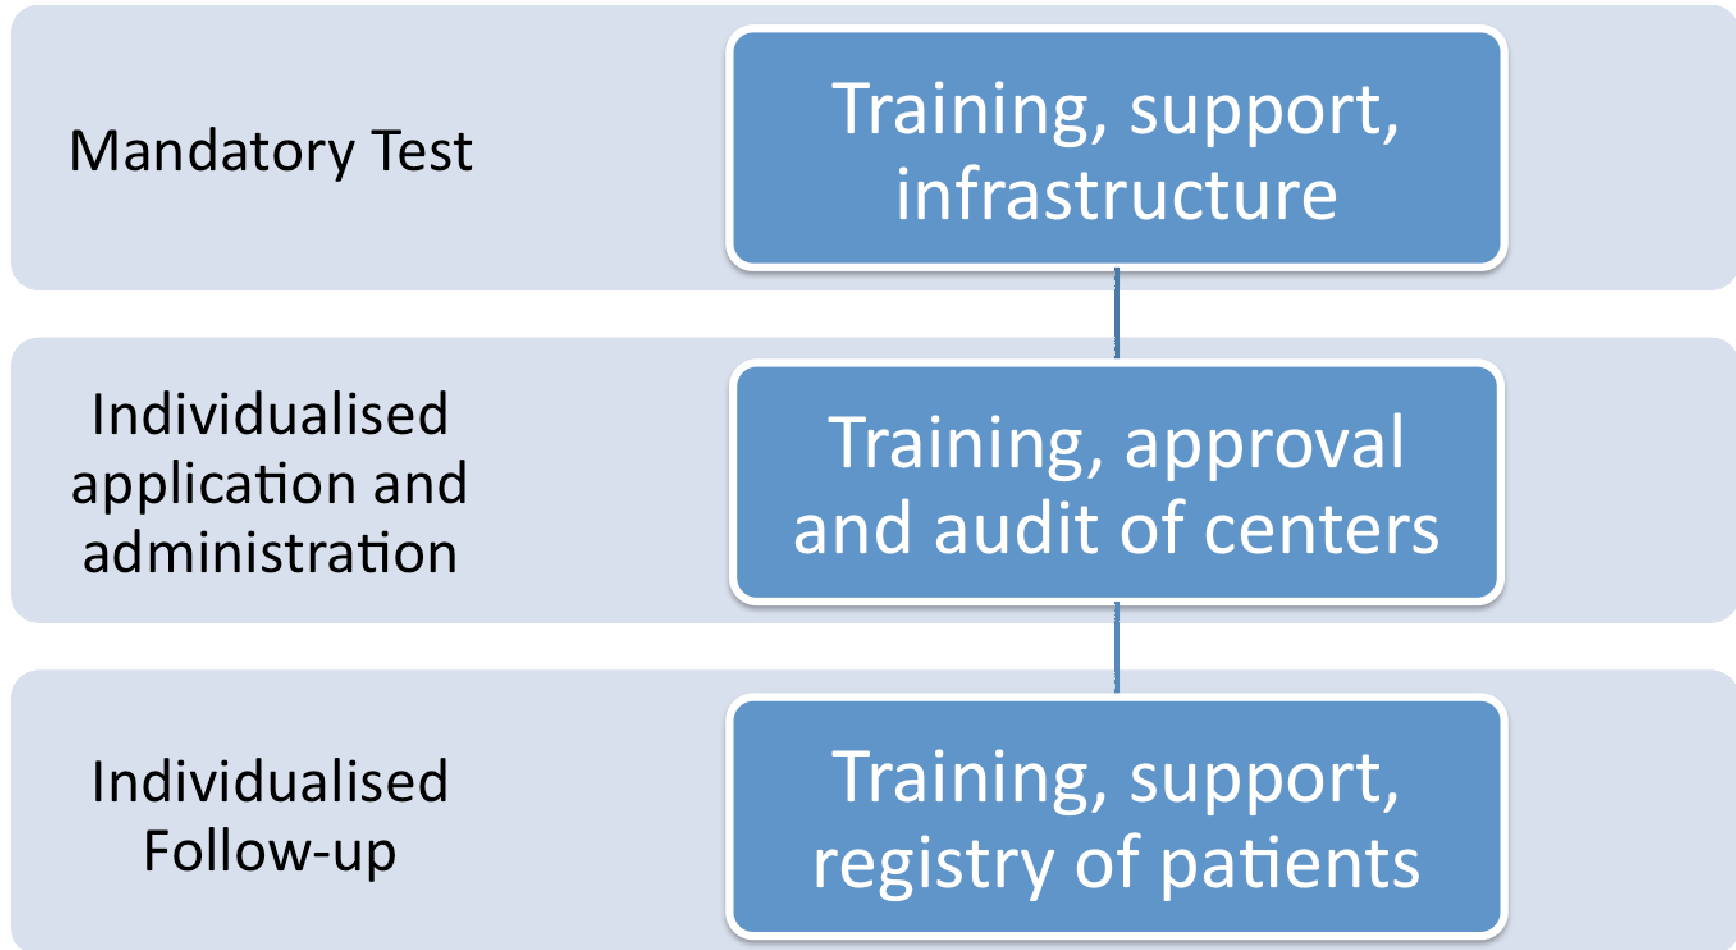 Mandatory Test
Training, support,
infrastructure
Individualised
application and
administration
Training, approval
and audit of centers
Individualised
Follow-up
Training, support,
registry of patients